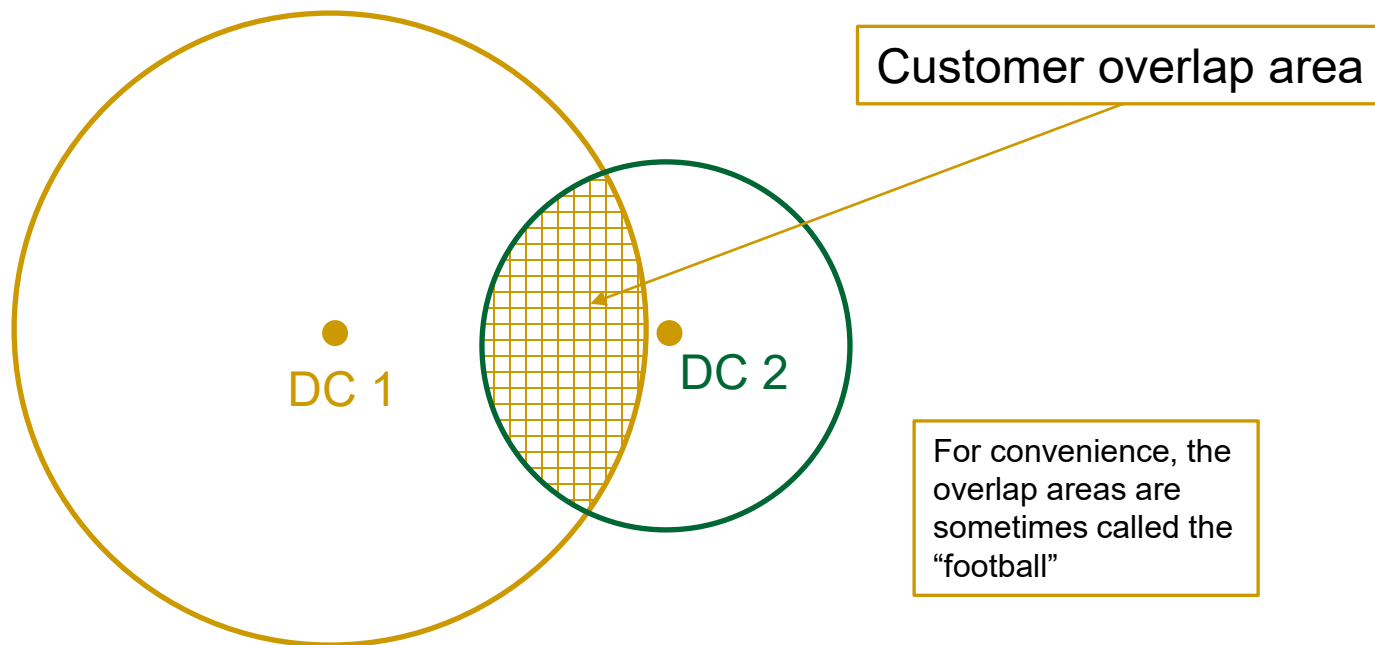 Customer overlap area
DC 1
DC 2
For convenience, the
overlap areas are
sometimes called the
“football”